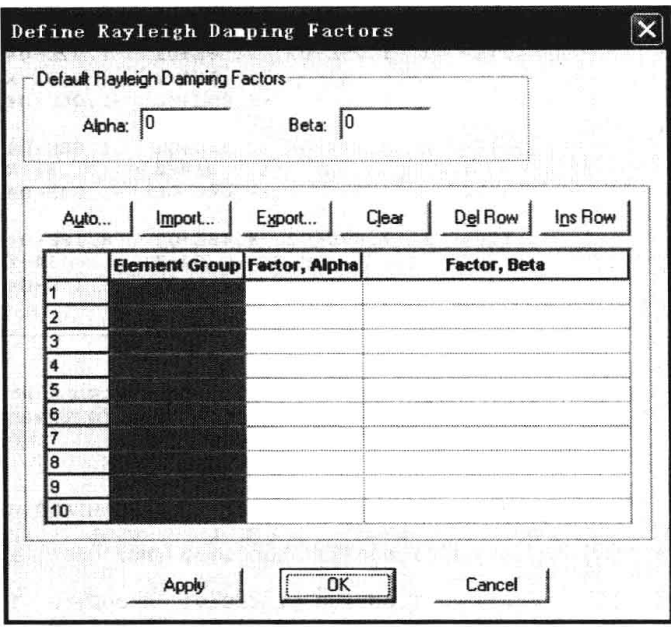 Define Rayleigh Damping Factors
Default Rayleigh Damping Factors
Alpha: 0 Beta: 0
Auto... Import... Export... Clear Del Row Ins Row
Element Group Factor, Alpha Factor, Beta
1
2
3
4
5
6
7
8
9
10
Apply OK Cancel